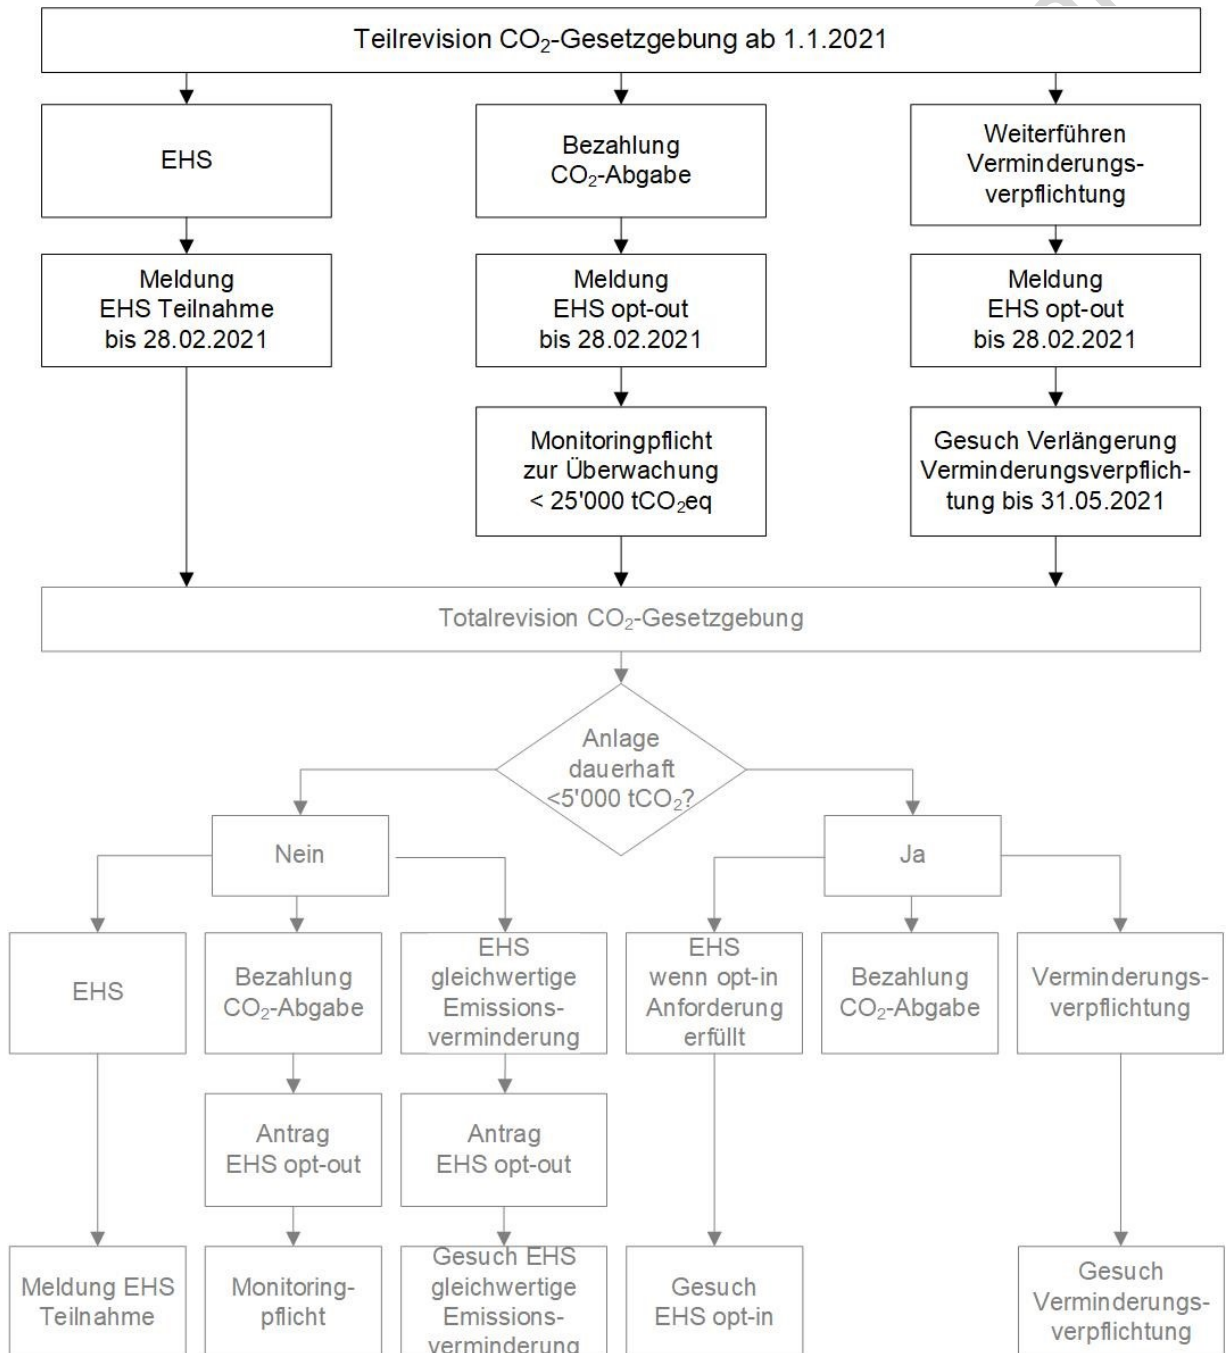 Teilrevision CO₂-Gesetzgebung ab 1.1.2021
EHS
Bezahlung
CO₂-Abgabe
Weiterführen
Verminderungs-
verpflichtung
Meldung
EHS Teilnahme
bis 28.02.2021
Meldung
EHS opt-out
bis 28.02.2021
Meldung
EHS opt-out
bis 28.02.2021
Monitoringpflicht
zur Überwachung
< 25'000 tCO₂eq
Gesuch Verlängerung
Verminderungsverpflich-
tung bis 31.05.2021
Totalrevision CO₂-Gesetzgebung
Anlage
dauerhaft
<5'000 tCO₂?
Nein
Ja
EHS
Bezahlung
CO₂-Abgabe
EHS
gleichwertige
Emissions-
verminderung
EHS
wenn opt-in
Anforderung
erfüllt
Bezahlung
CO₂-Abgabe
Verminderungs-
verpflichtung
Antrag
EHS opt-out
Antrag
EHS opt-out
Meldung EHS
Teilnahme
Monitoring-
pflicht
Gesuch EHS
gleichwertige
Emissions-
verminderung
Gesuch
EHS opt-in
Gesuch
Verminderungs-
verpflichtung